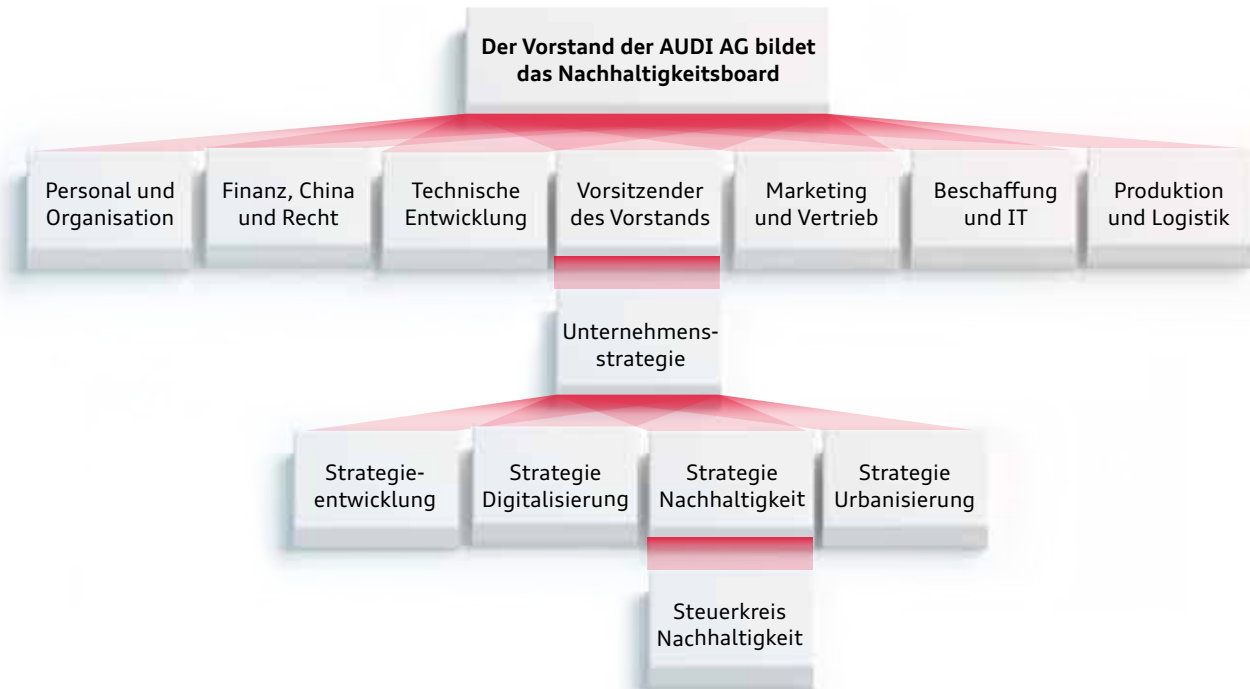 Der Vorstand der AUDI AG bildet
das Nachhaltigkeitsboard
Personal und
Organisation
Finanz, China
und Recht
Technische
Entwicklung
Vorsitzender
des Vorstands
Marketing
und Vertrieb
Beschaffung
und IT
Produktion
und Logistik
Unternehmens-
strategie
Strategie-
entwicklung
Strategie
Digitalisierung
Strategie
Nachhaltigkeit
Strategie
Urbanisierung
Steuerkreis
Nachhaltigkeit